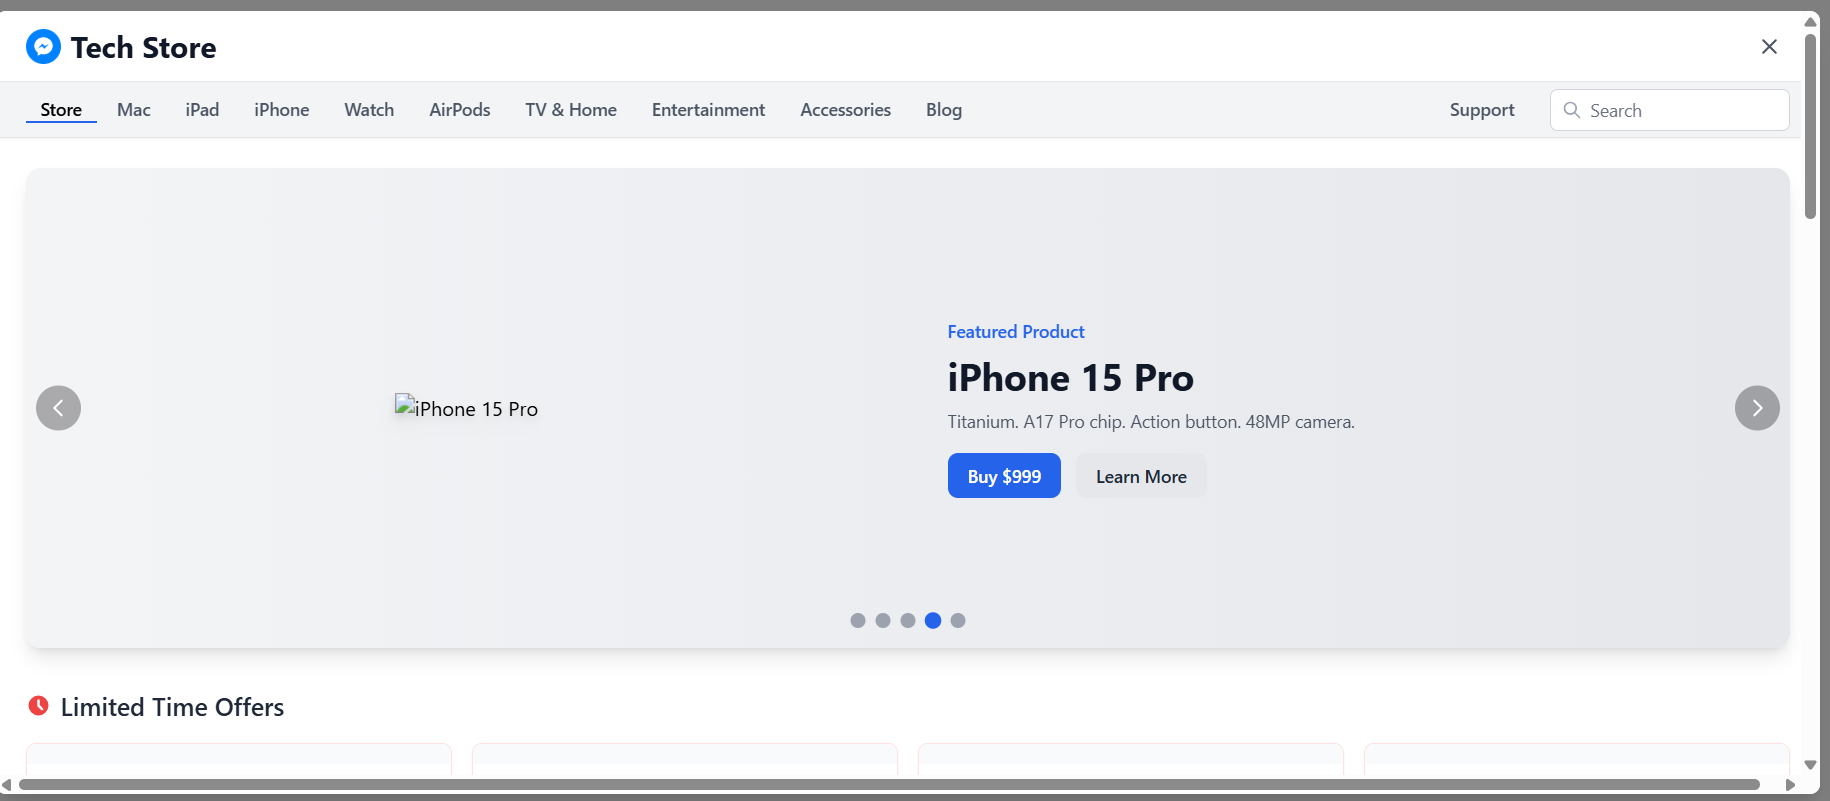 Tech Store
Store Mac iPad iPhone Watch AirPods TV & Home Entertainment Accessories Blog Support Search
Featured Product
iPhone 15 Pro
iPhone 15 Pro
Titanium. A17 Pro chip. Action button. 48MP camera.
Buy $999 Learn More
Limited Time Offers